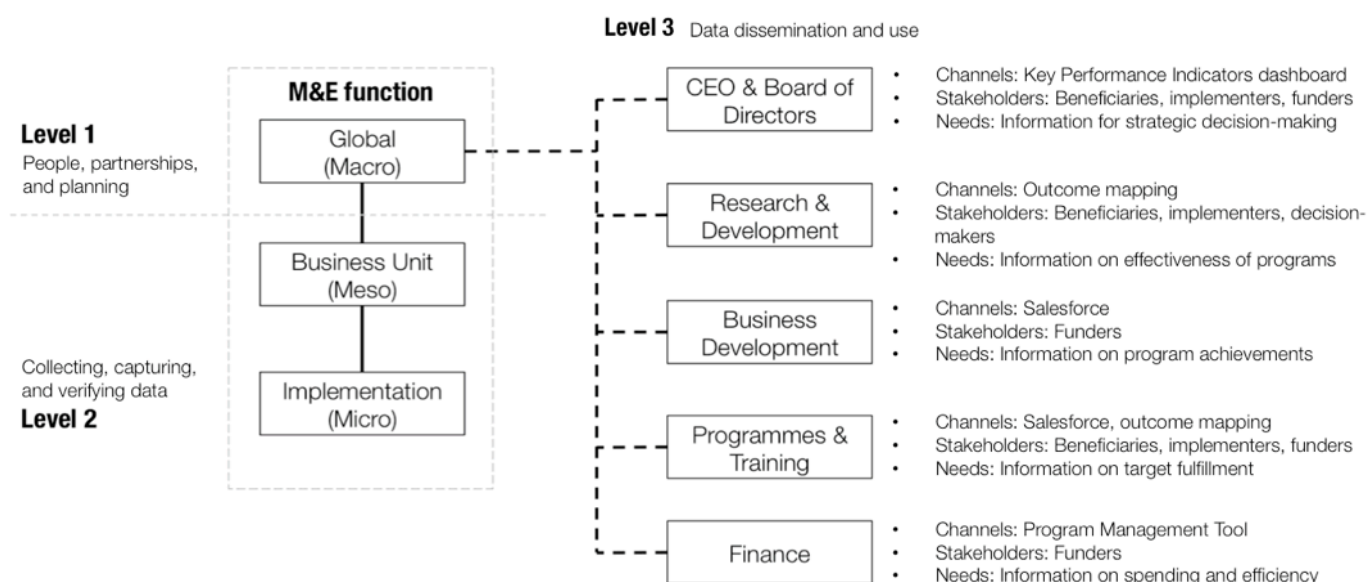 Level 3 Data dissemination and use
M&E function
Level 1
People, partnerships,
and planning
Global
(Macro)
Business Unit
(Meso)
Collecting, capturing,
and verifying data
Level 2
Implementation
(Micro)
CEO & Board of
Directors
• Channels: Key Performance Indicators dashboard
• Stakeholders: Beneficiaries, implementers, funders
• Needs: Information for strategic decision-making
Research &
Development
• Channels: Outcome mapping
• Stakeholders: Beneficiaries, implementers, decision-
makers
• Needs: Information on effectiveness of programs
Business
Development
• Channels: Salesforce
• Stakeholders: Funders
• Needs: Information on program achievements
Programmes &
Training
• Channels: Salesforce, outcome mapping
• Stakeholders: Beneficiaries, implementers, funders
• Needs: Information on target fulfillment
Finance
• Channels: Program Management Tool
• Stakeholders: Funders
• Needs: Information on spending and efficiency